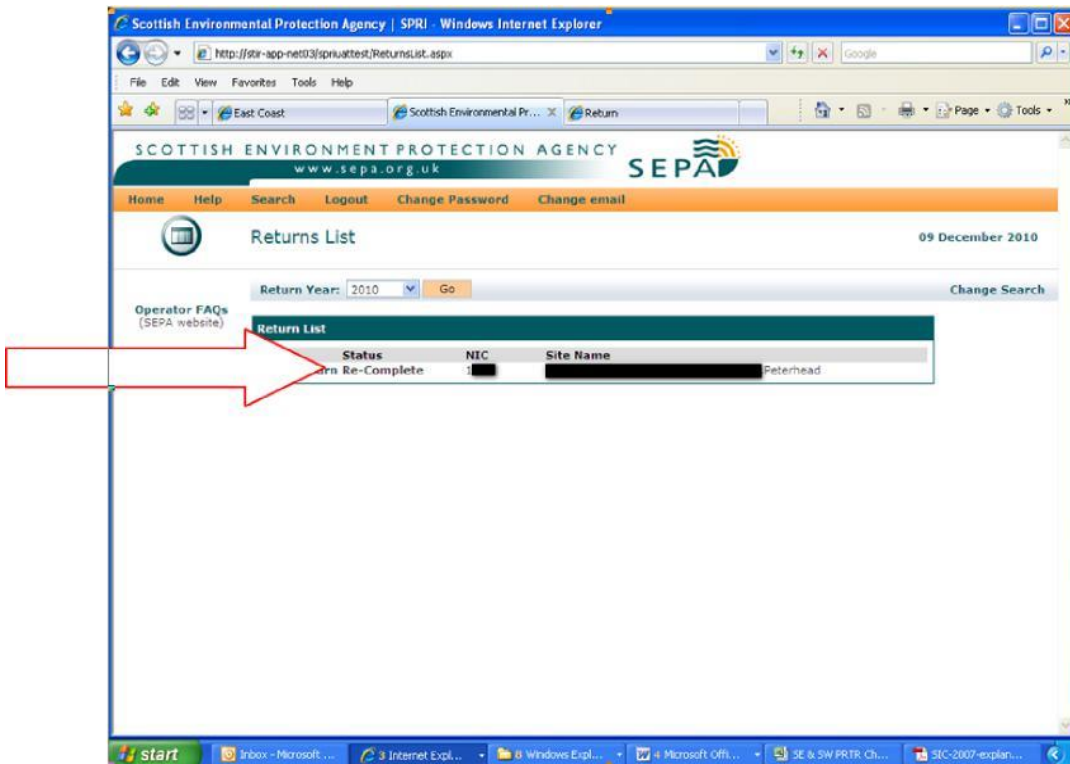 Scottish Environmental Protection Agency | SPRI - Windows Internet Explorer
http://stir-app-net03/spriuattest/ReturnsList.aspx
Google
File Edit View Favorites Tools Help
East Coast Scottish Environmental Pr... Return Page Tools
SCOTTISH ENVIRONMENT PROTECTION AGENCY
www.sepa.org.uk
SEPA
Home Help Search Logout Change Password Change email
Returns List 09 December 2010
Return Year: 2010 Go Change Search
Operator FAQs
(SEPA website)
Return List
Status NIC Site Name
Re-Complete 1 Peterhead
start Inbox - Microsoft ... 3 Internet Expl... 8 Windows Expl... 4 Microsoft Offi... SE & SW PRTR Ch... SIC-2007-explan...